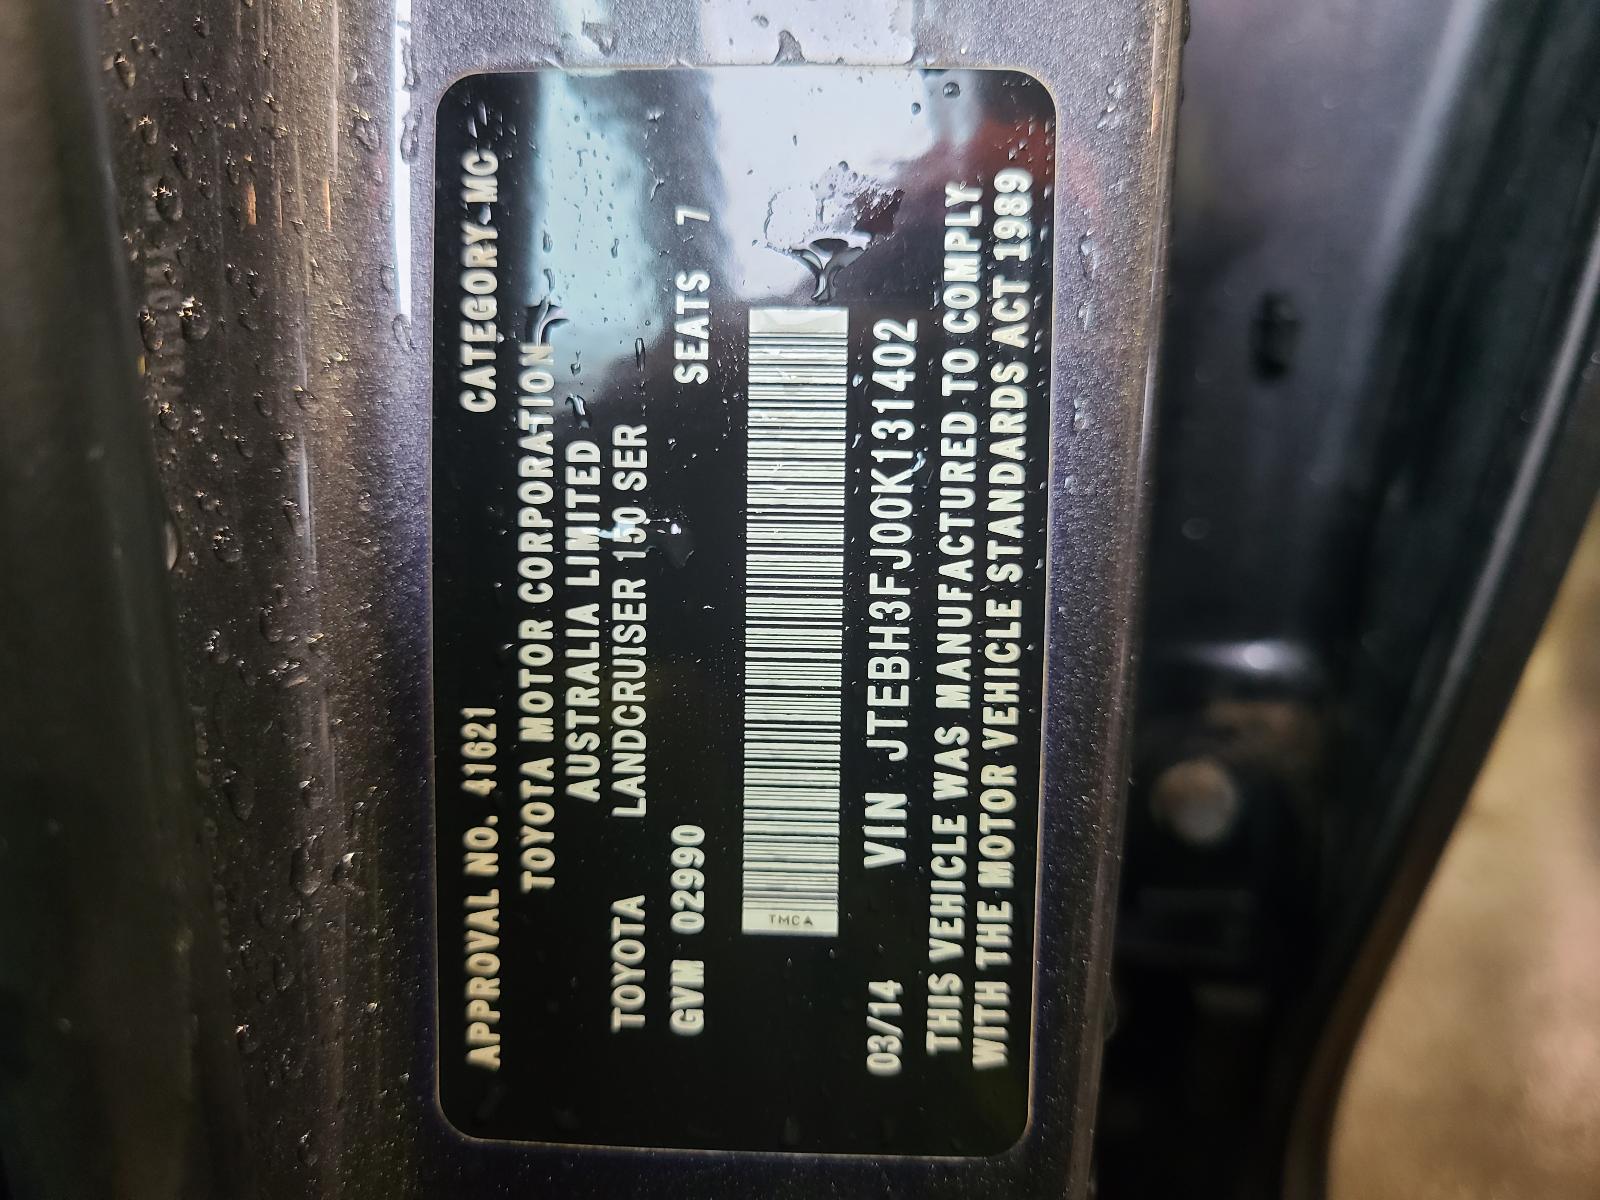 APPROVAL NO. 41621 CATEGORY-MC
TOYOTA MOTOR CORPORATION
AUSTRALIA LIMITED
TOYOTA LANDCRUISER 150 SER
GVM 02990 SEATS 7
TMCA
03/14 VIN JTEBH3FJ00K131402
THIS VEHICLE WAS MANUFACTURED TO COMPLY
WITH THE MOTOR VEHICLE STANDARDS ACT 1989